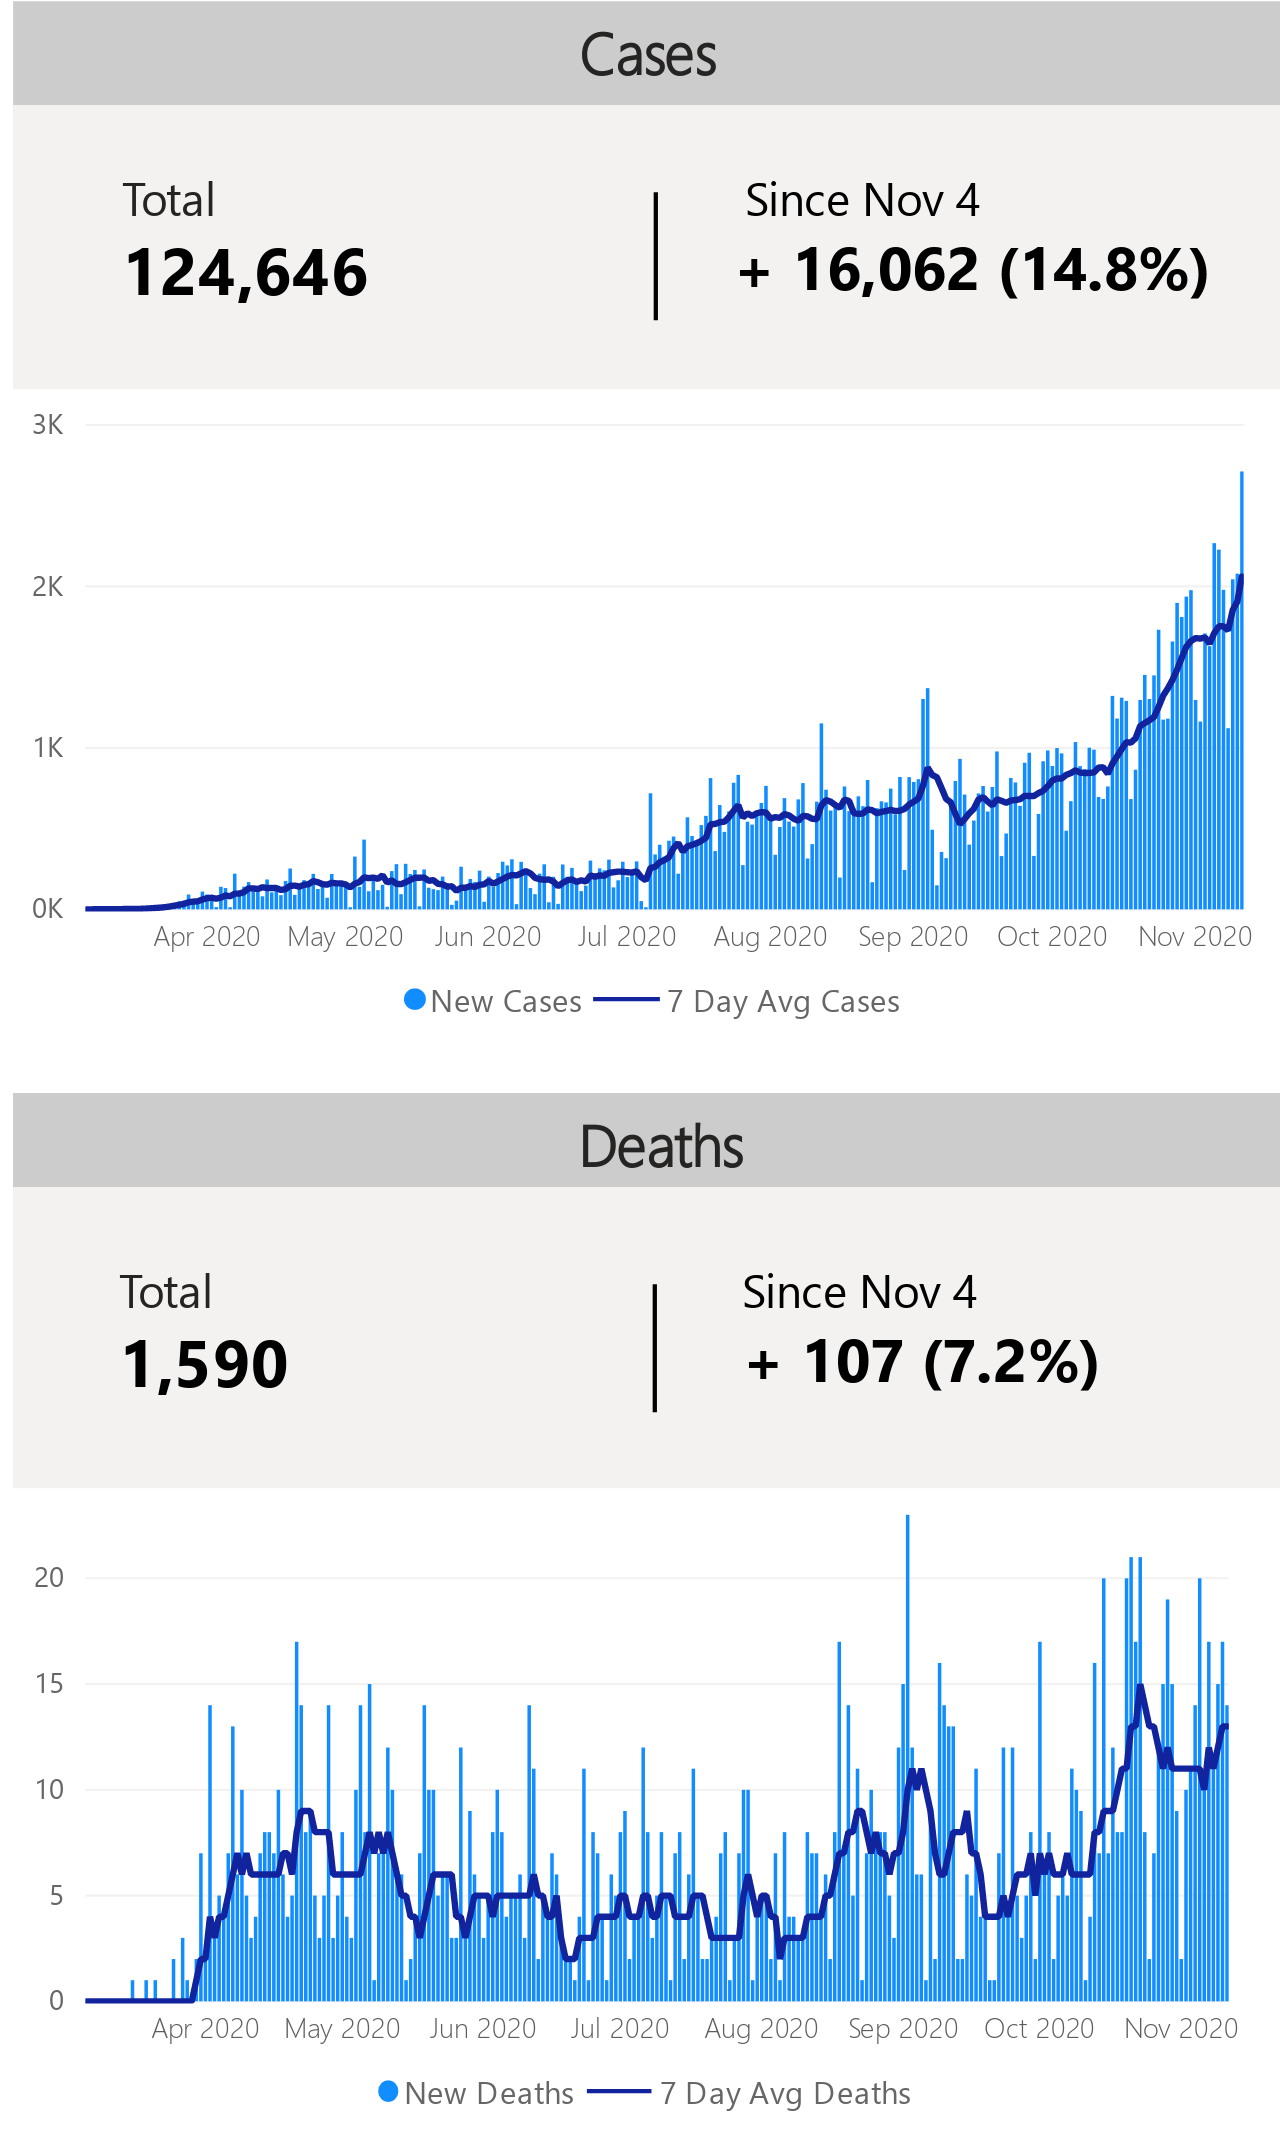 Cases
Total
Since Nov 4
124,646
+ 16,062 (14.8%)
3K
2K
1K
0K
Apr 2020 May 2020 Jun 2020 Jul 2020 Aug 2020 Sep 2020 Oct 2020 Nov 2020
New Cases 7 Day Avg Cases
Deaths
Total
Since Nov 4
1,590
+ 107 (7.2%)
20
15
10
5
0
Apr 2020 May 2020 Jun 2020 Jul 2020 Aug 2020 Sep 2020 Oct 2020 Nov 2020
New Deaths 7 Day Avg Deaths